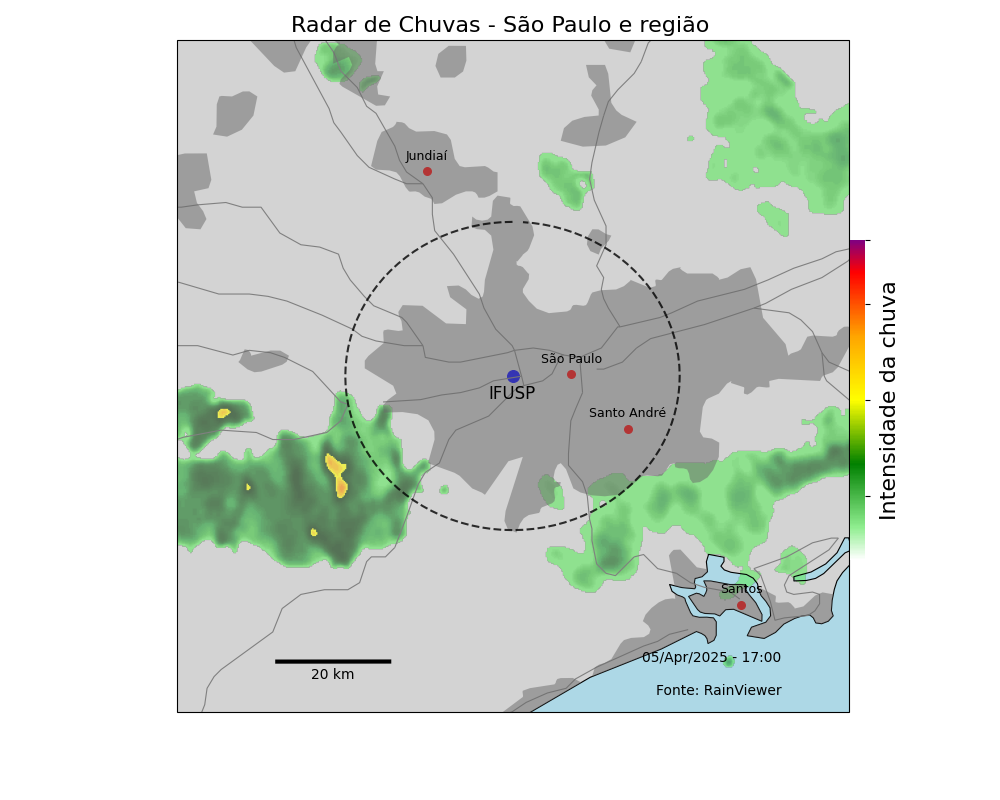 Radar de Chuvas - São Paulo e região
Jundiaí
São Paulo
IFUSP
Santo André
Intensidade da chuva
Santos
05/Apr/2025 - 17:00
20 km
Fonte: RainViewer